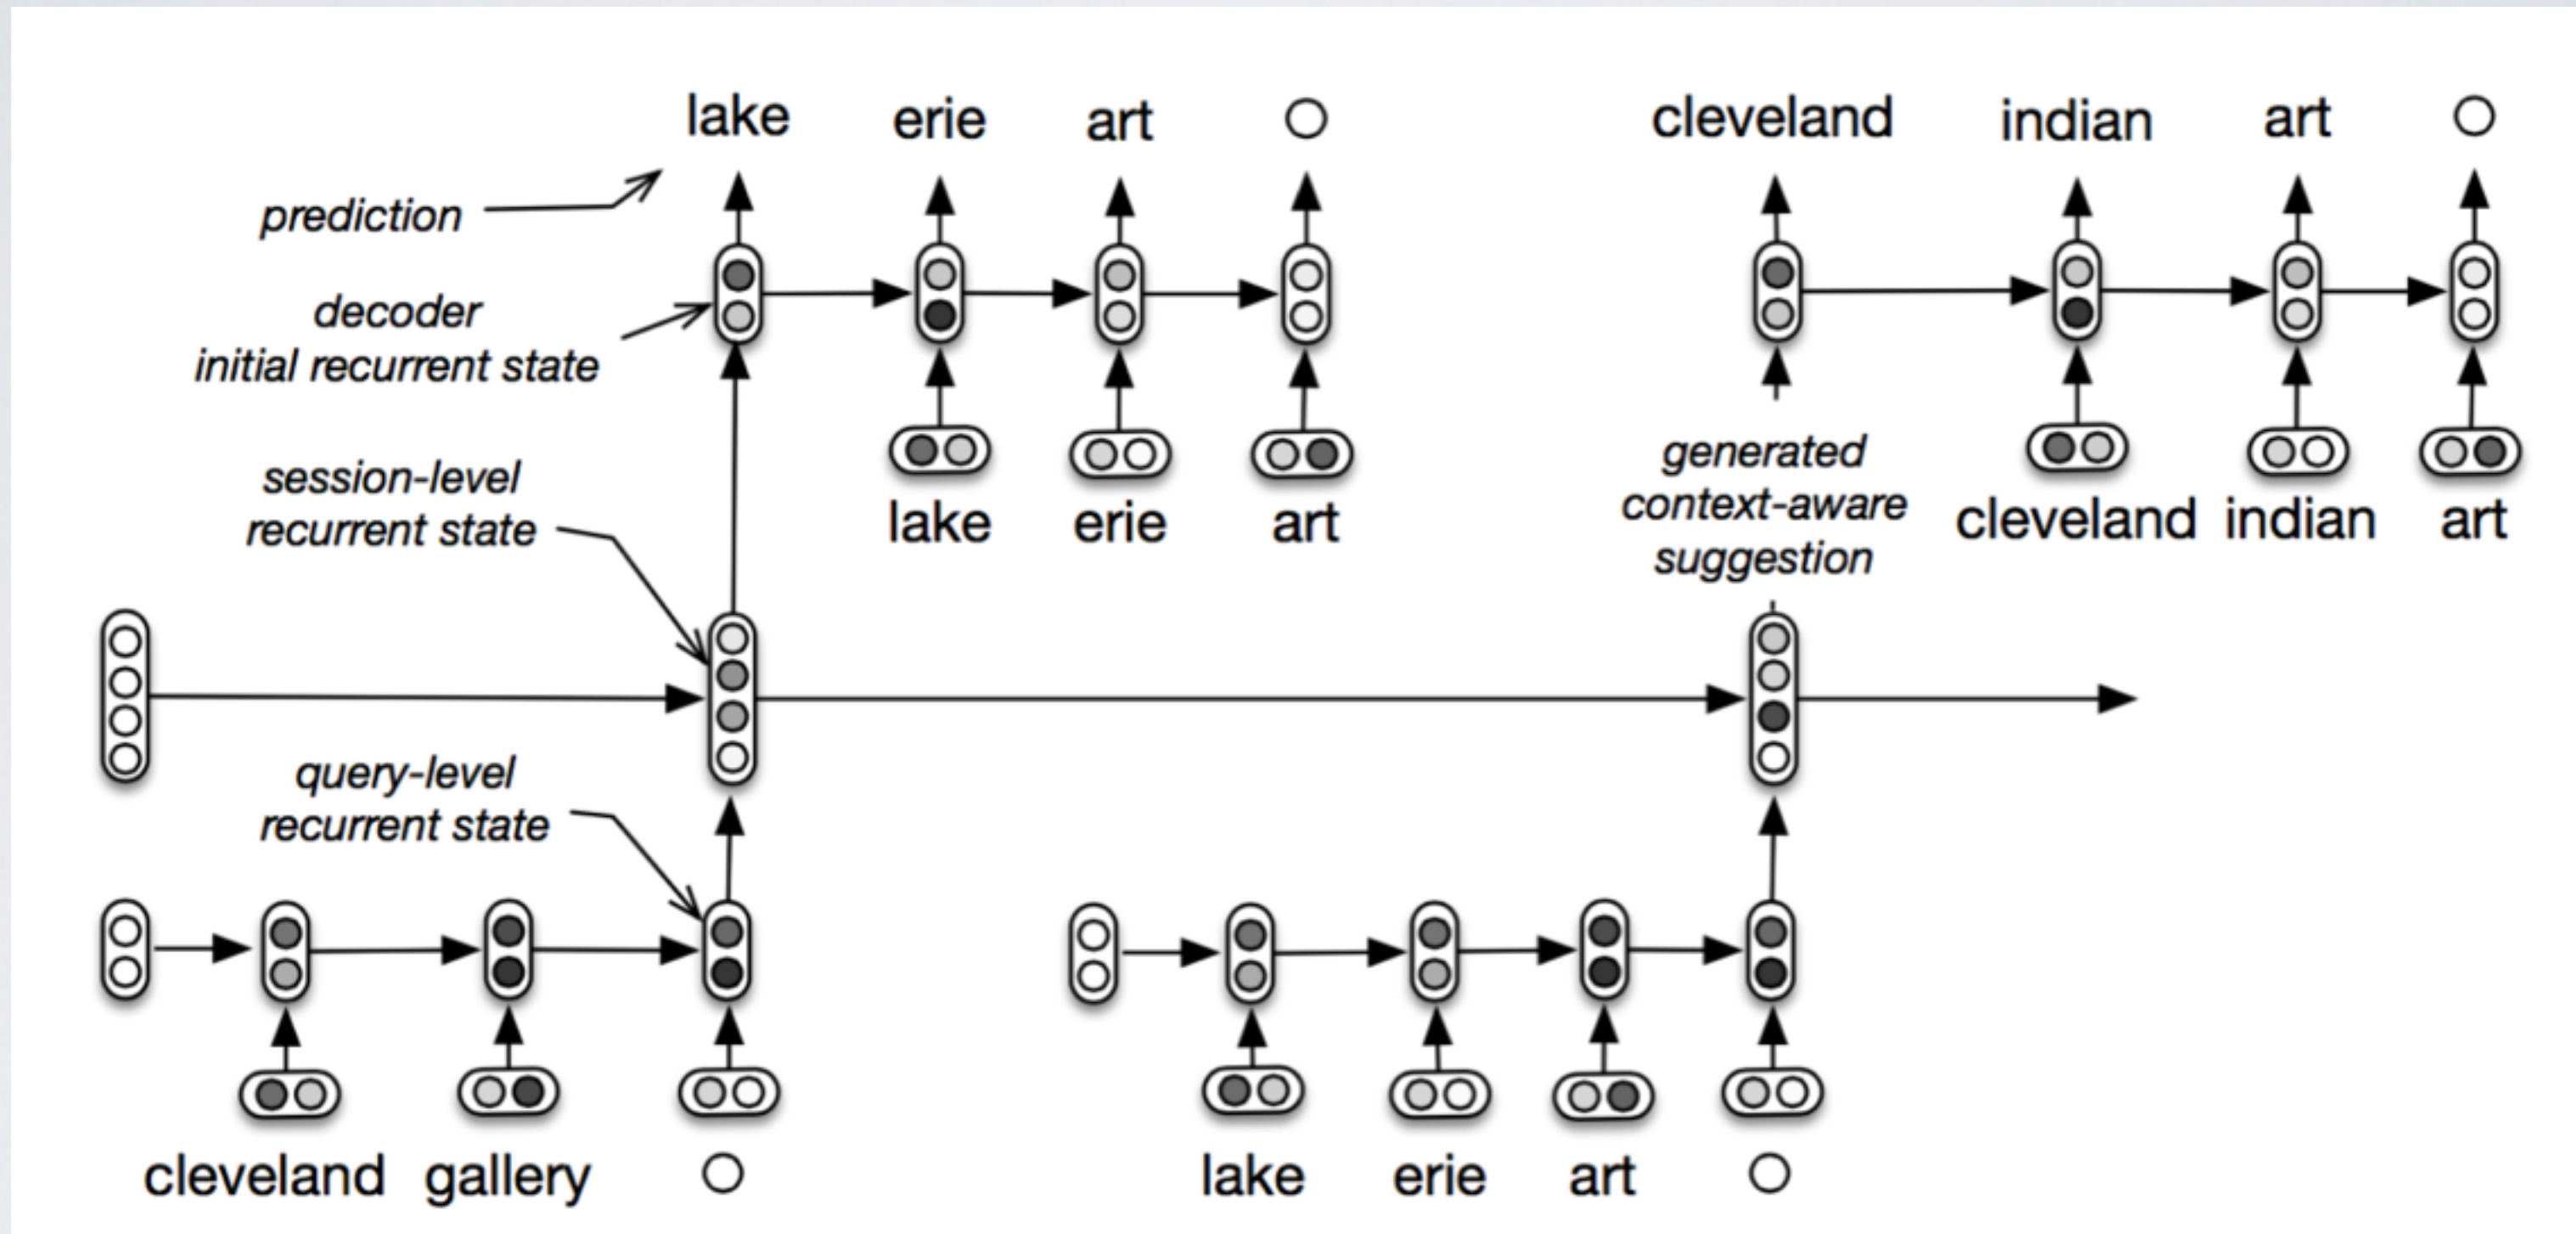 lake erie art
cleveland indian art
prediction
decoder
initial recurrent state
session-level
recurrent state
lake erie art
generated
context-aware
suggestion
cleveland indian art
query-level
recurrent state
cleveland gallery
lake erie art